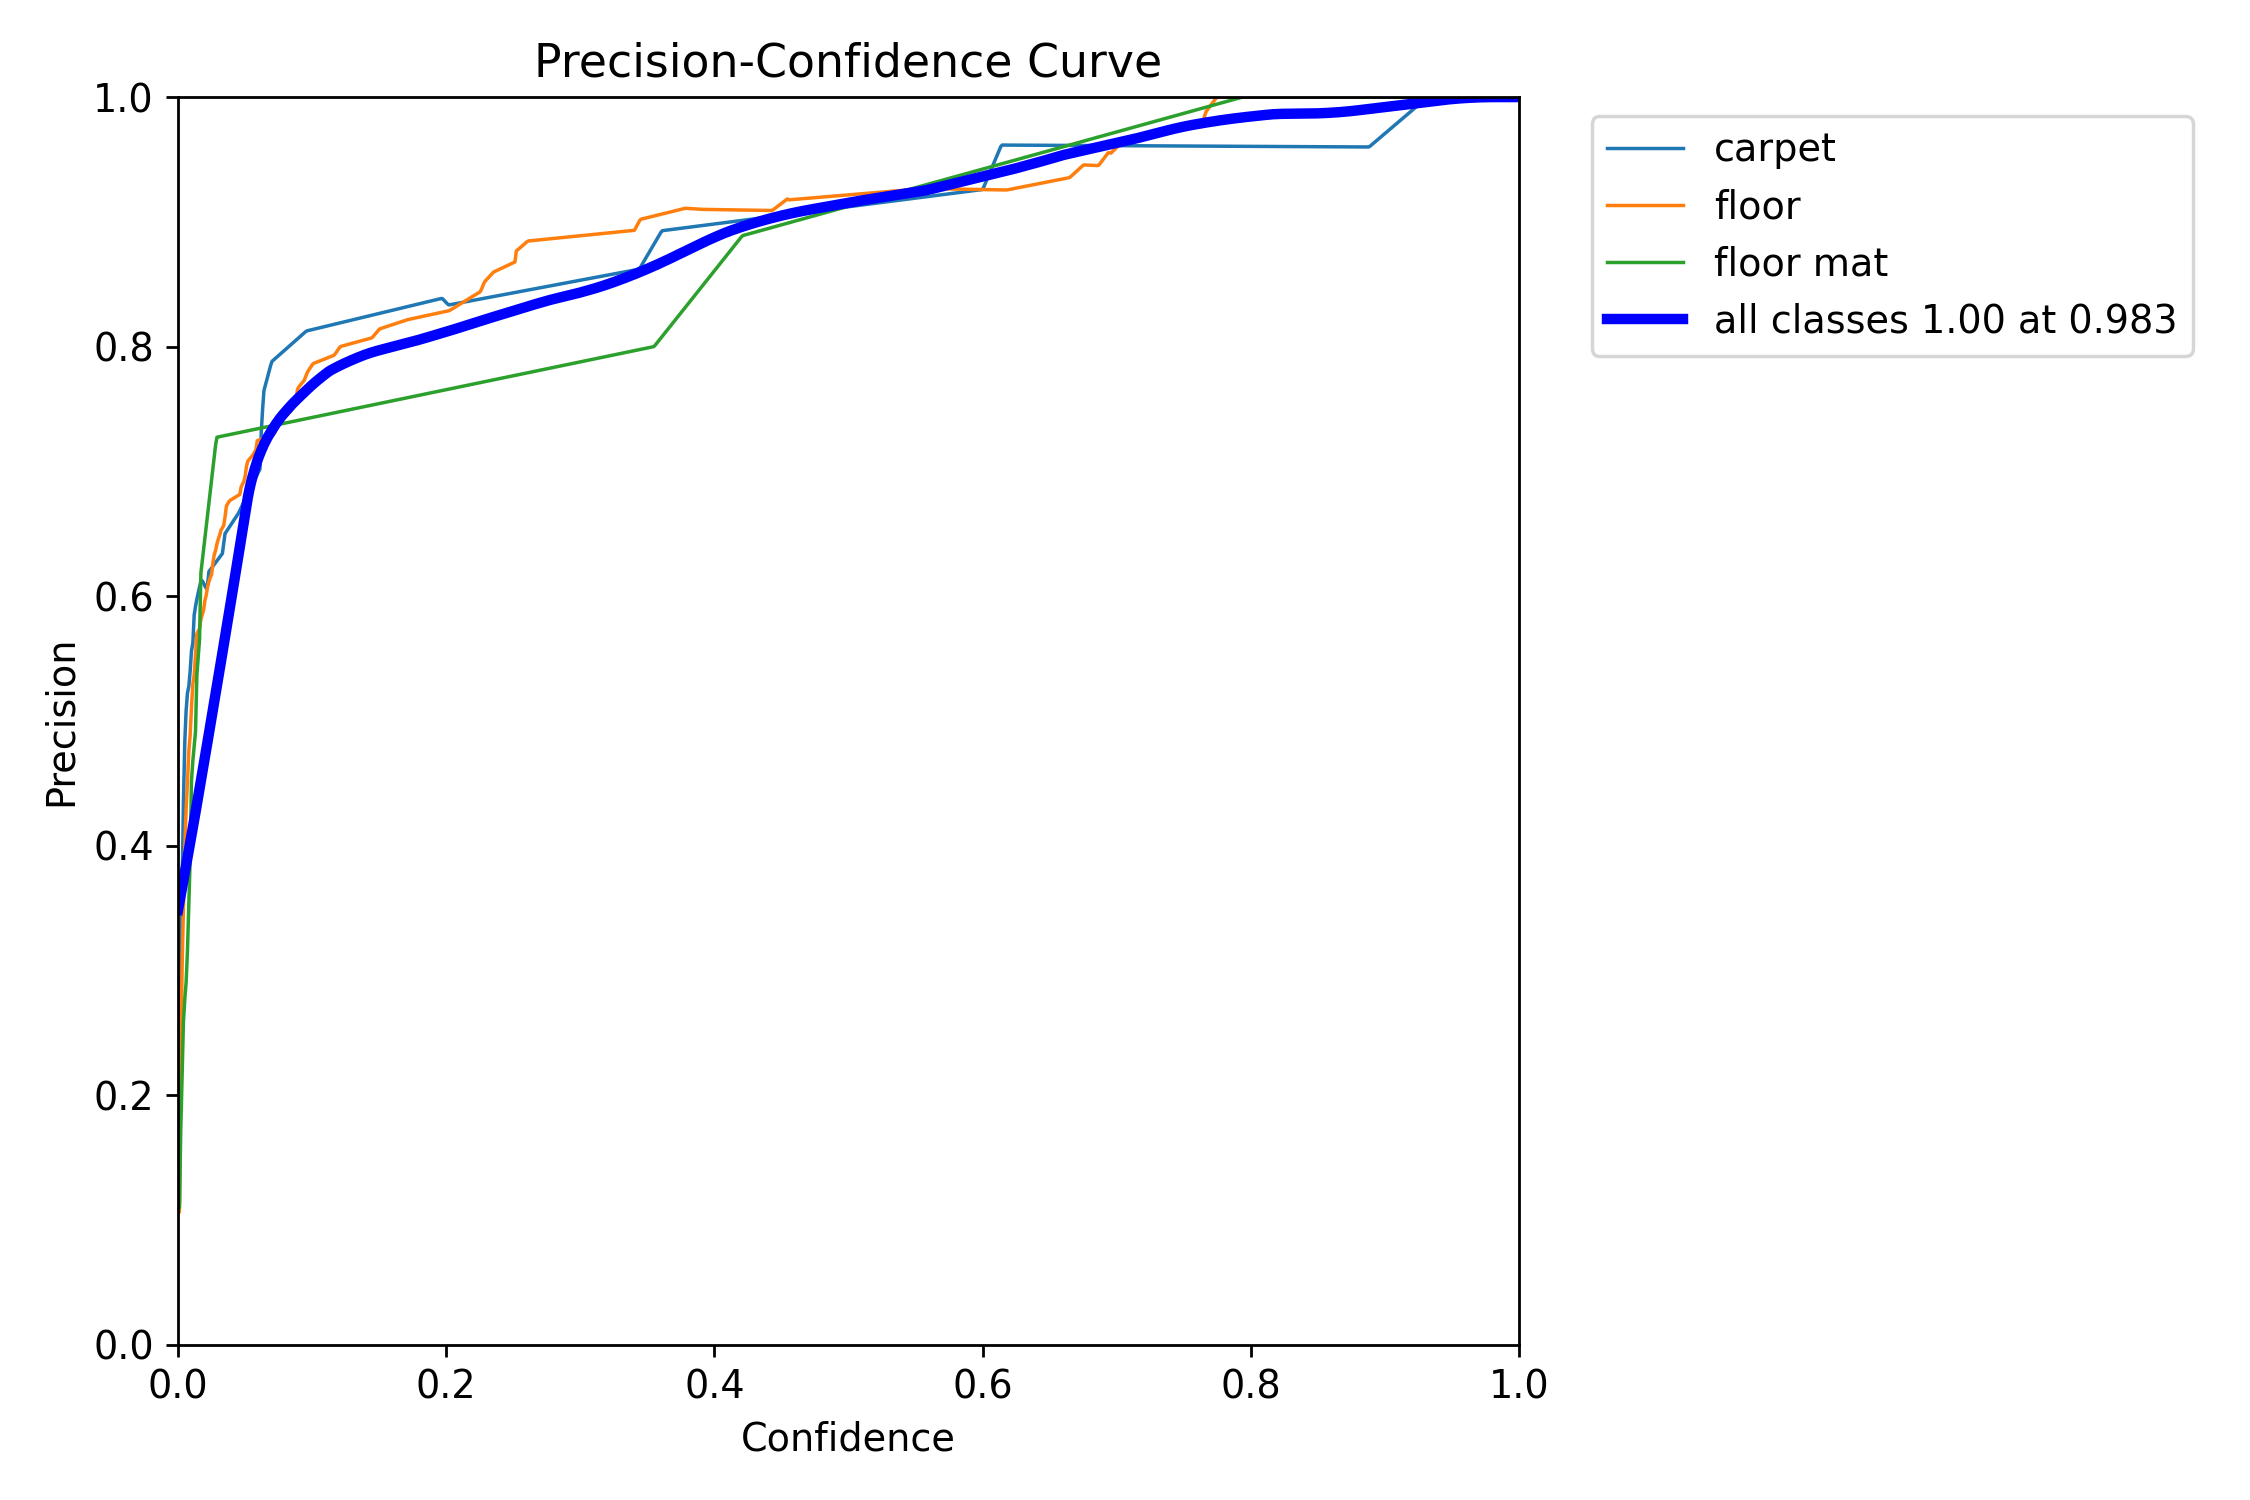 Precision-Confidence Curve
1.0
0.8
0.6
0.4
0.2
0.0
Precision
0.0 0.2 0.4 0.6 0.8 1.0
Confidence
carpet
floor
floor mat
all classes 1.00 at 0.983